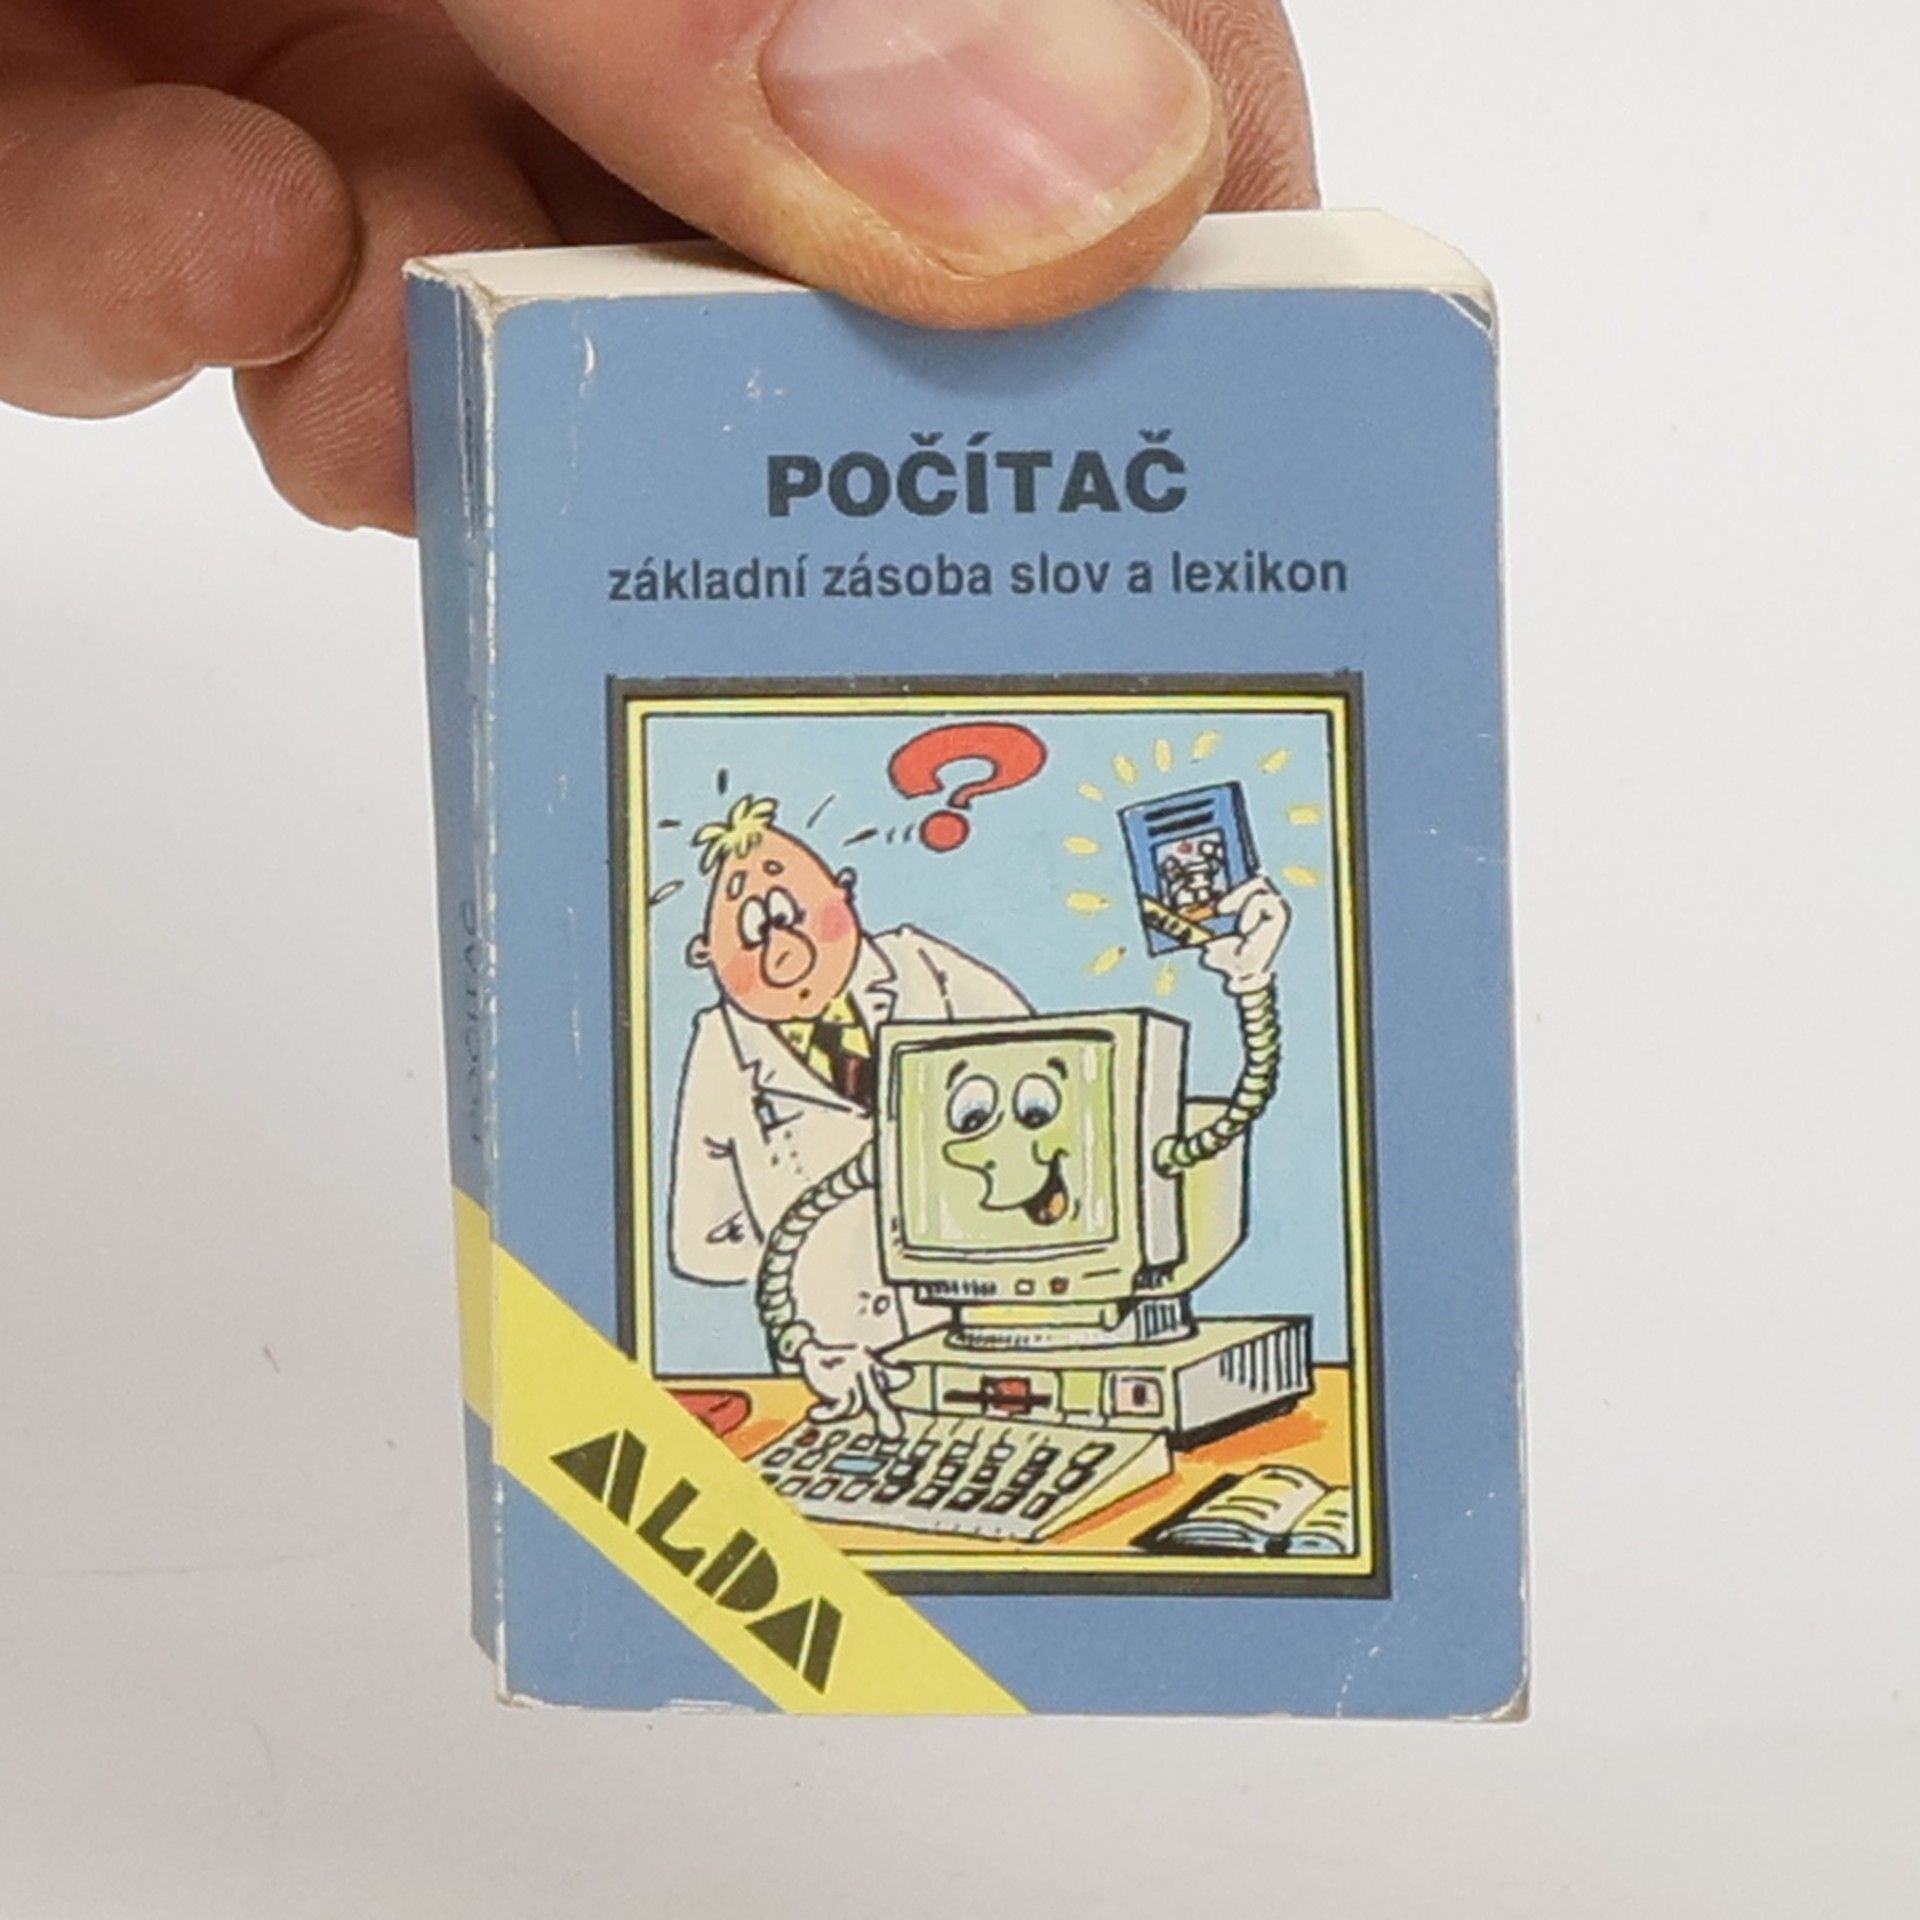 POČÍTAČ
základní zásoba slov a lexikon
ALDA